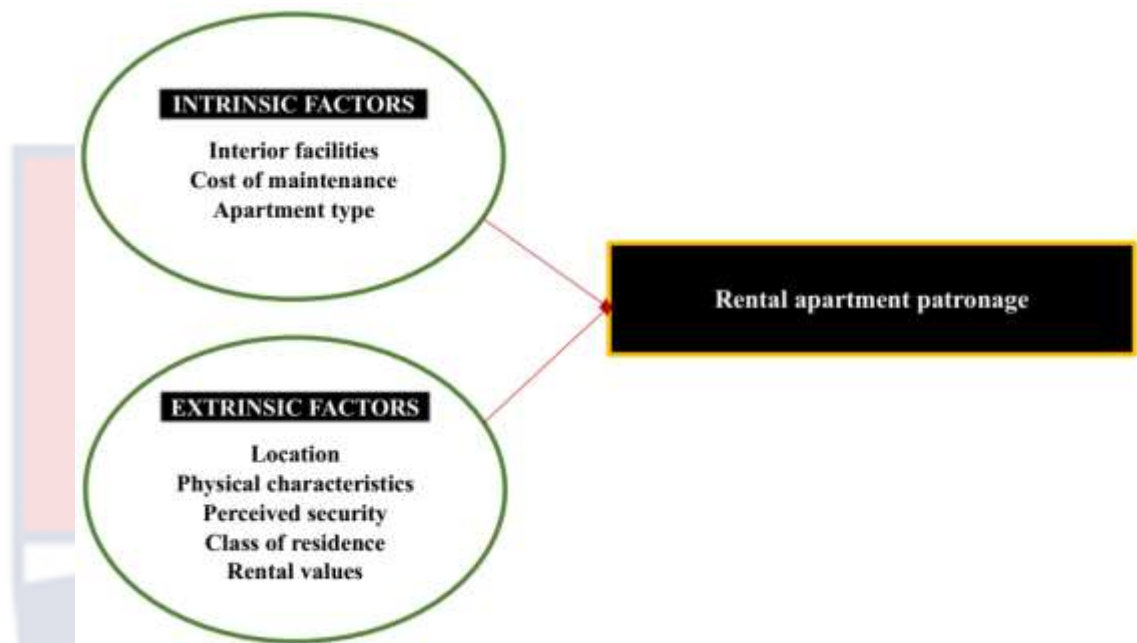 INTRINSIC FACTORS
Interior facilities
Cost of maintenance
Apartment type
Rental apartment patronage
EXTRINSIC FACTORS
Location
Physical characteristics
Perceived security
Class of residence
Rental values